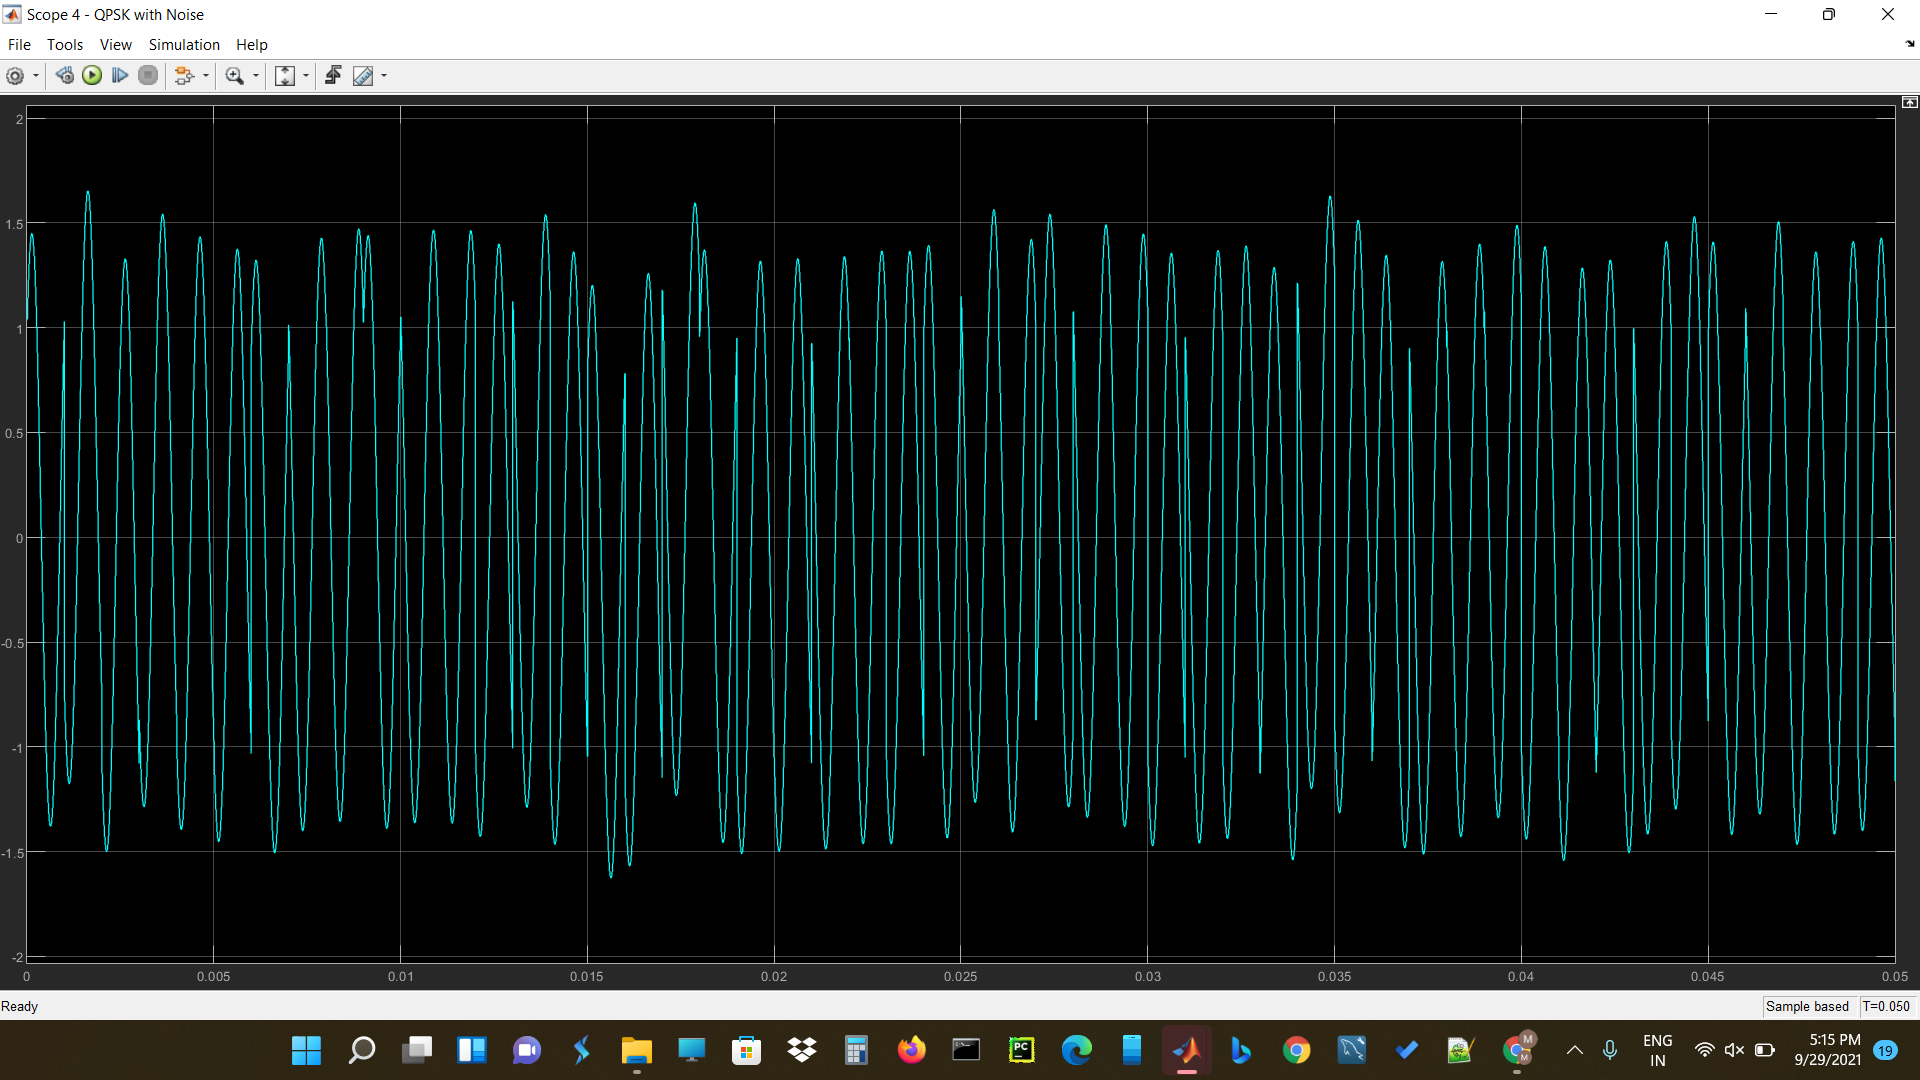 Scope 4 - QPSK with Noise
File Tools View Simulation Help
2
1.5
1
0.5
0
-0.5
-1
-1.5
-2
0 0.005 0.01 0.015 0.02 0.025 0.03 0.035 0.04 0.045 0.05
Ready Sample based T=0.050
PC
M
M
ENG
IN
5:15 PM
9/29/2021
19